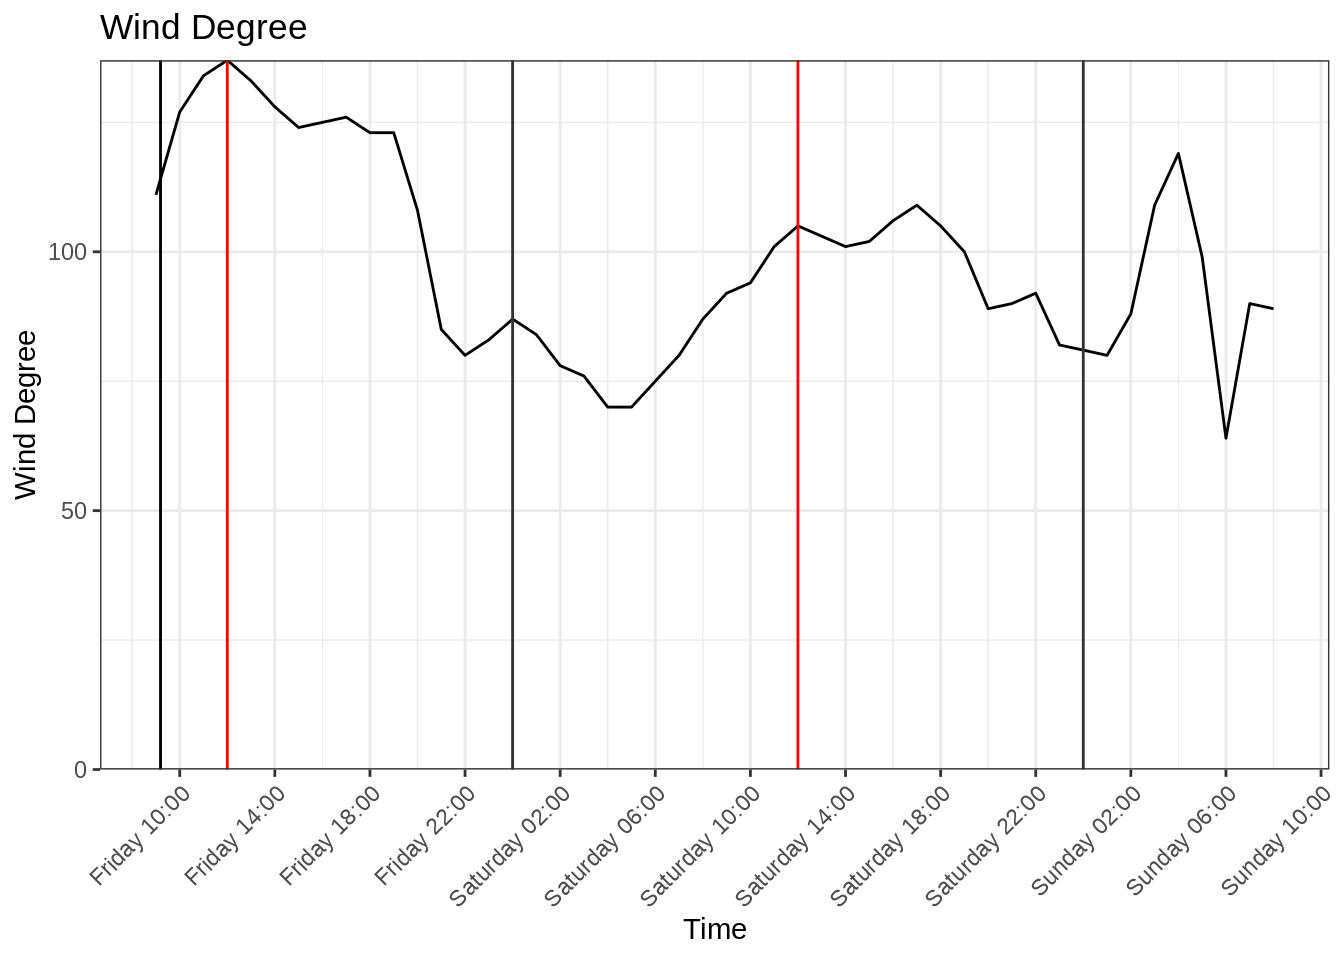 Wind Degree
Wind Degree
100
50
0
Friday 10:00
Friday 14:00
Friday 18:00
Friday 22:00
Saturday 02:00
Saturday 06:00
Saturday 10:00
Saturday 14:00
Saturday 18:00
Saturday 22:00
Sunday 02:00
Sunday 06:00
Sunday 10:00
Time